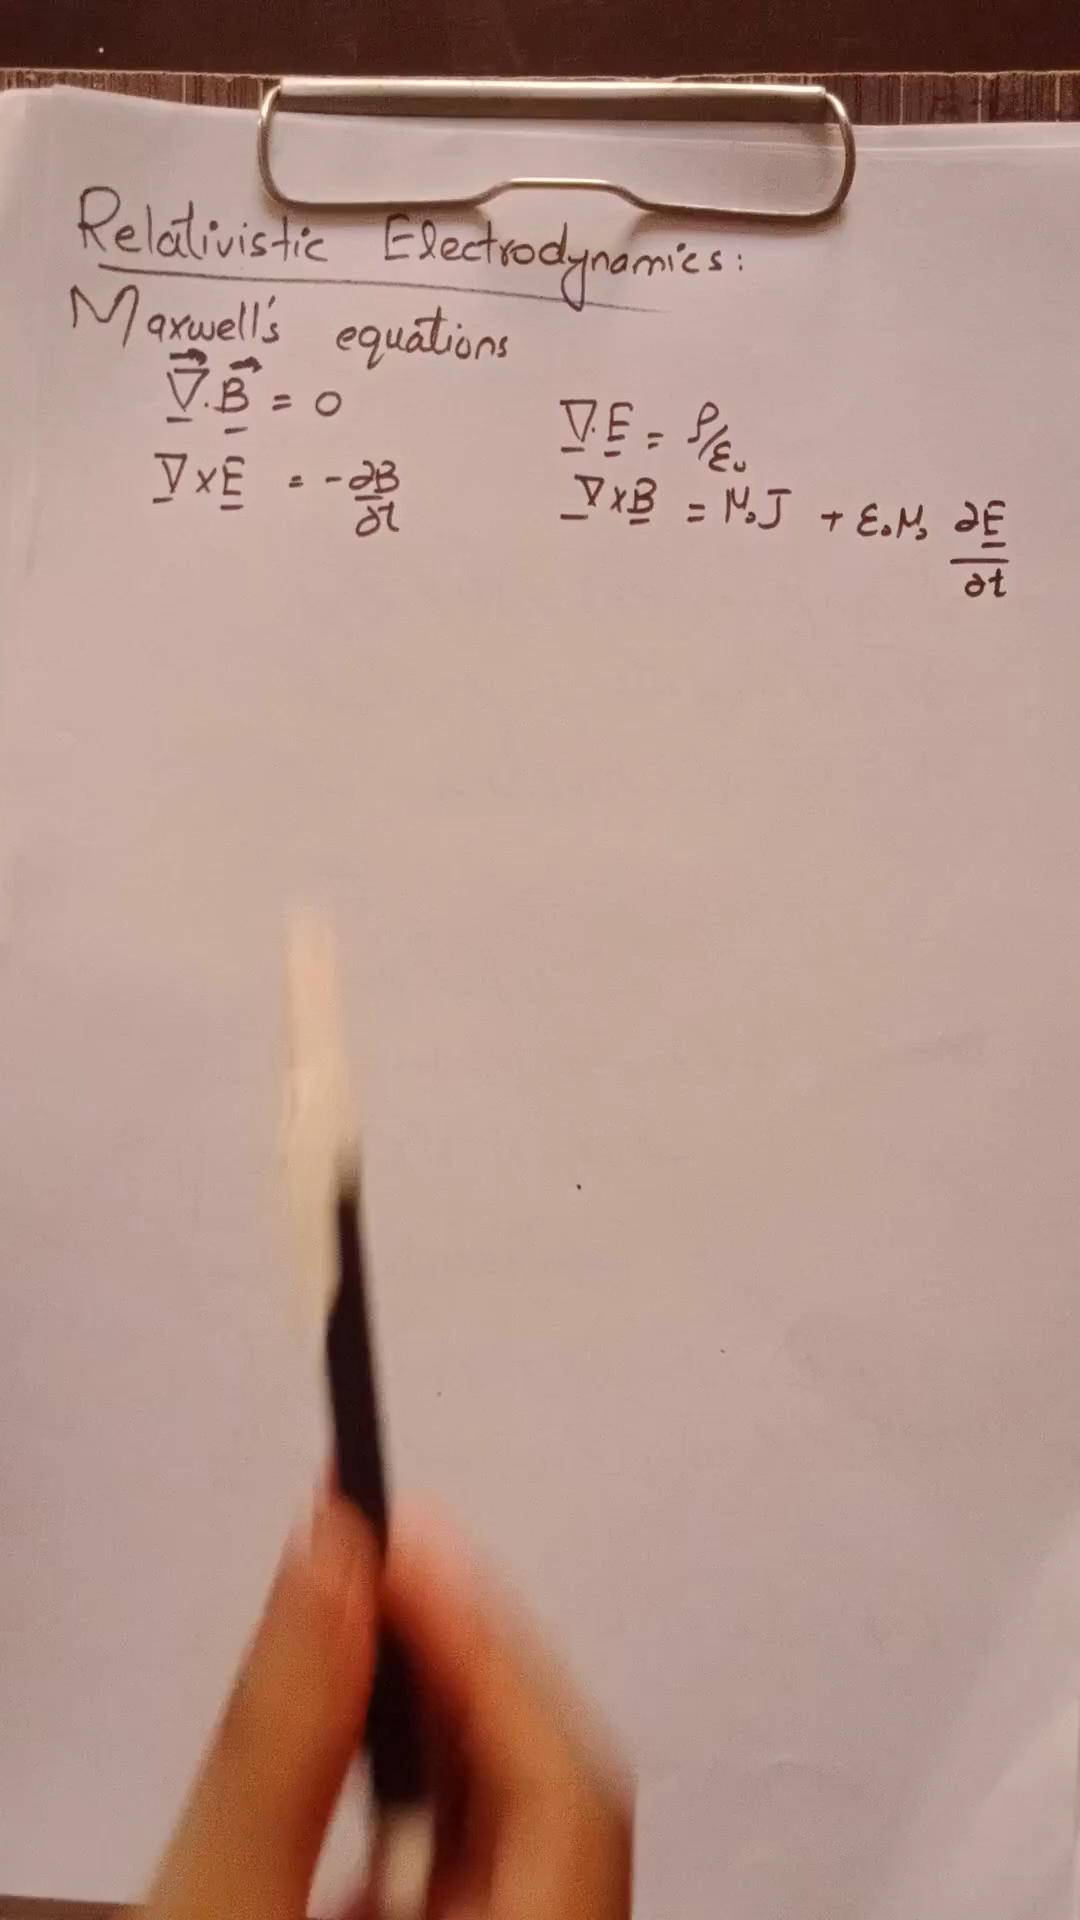 Relativistic Electrodynamics:
Maxwell's equations
∇.B = 0
∇.E = ρ/ε₀
∇×E = -∂B/∂t
∇×B = μ₀J + ε₀μ₀ ∂E/∂t